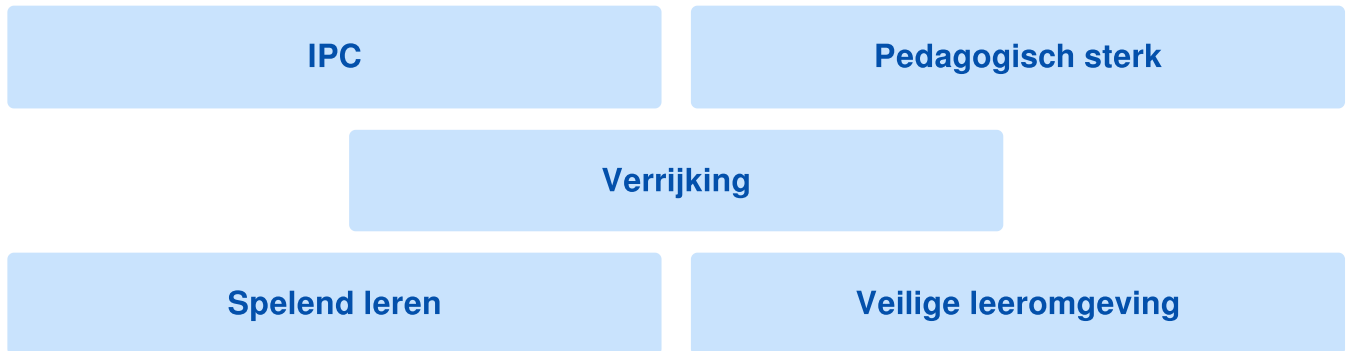 IPC
Pedagogisch sterk
Verrijking
Spelend leren
Veilige leeromgeving